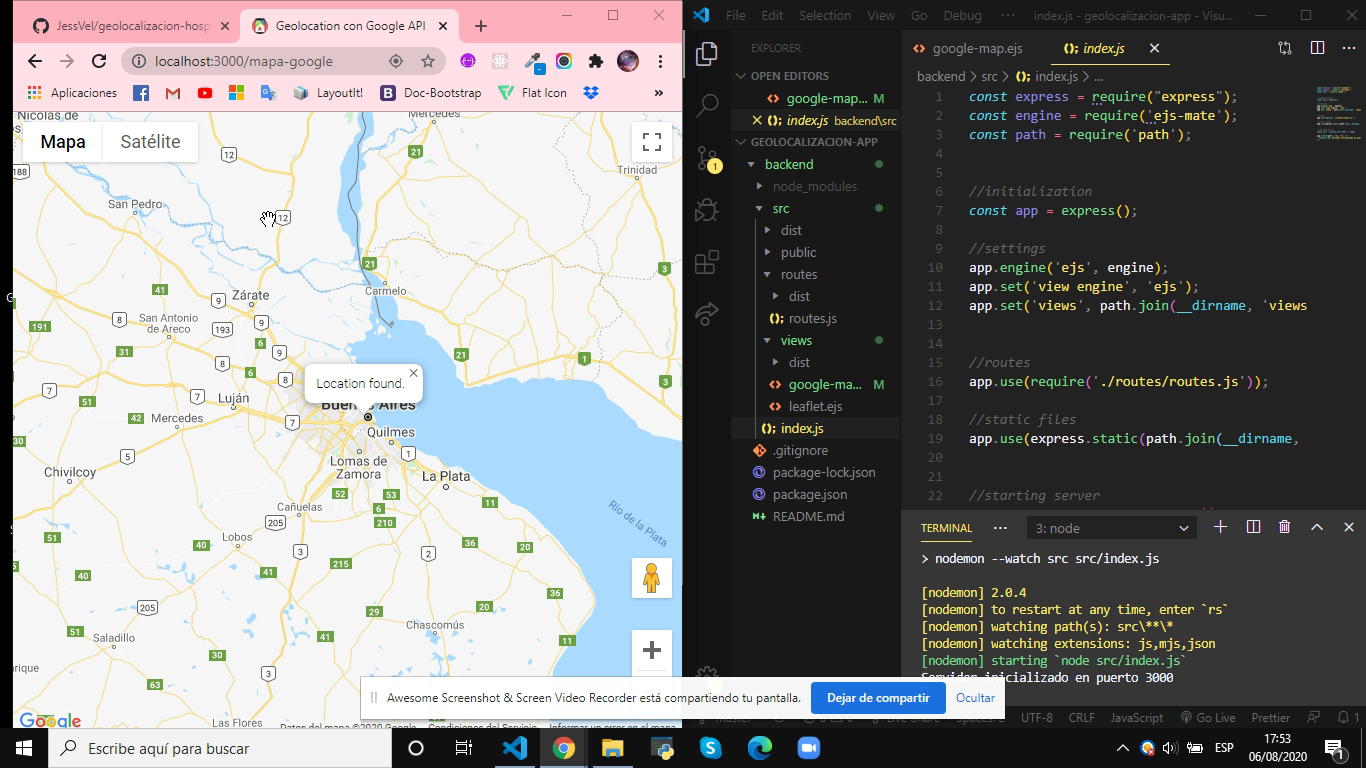 JessVel/geolocalizacion-hosp
Geolocation con Google API
localhost:3000/mapa-google
Aplicaciones
LayoutIt!
Doc-Bootstrap
Flat Icon
»
Nicolás de
Mercedes
Mapa
Satélite
12
21
Trinidad
188
San Pedro
12
21
3
41
Zárate
9
Carmelo
191
8
San Antonio
de Areco
193
9
6
31
8
9
21
1
7
6
8
Location found.
3
51
Luján
7
Buenos Aires
42
Mercedes
7
Quilmes
30
5
1
Lomas de
Zamora
Chivilcoy
La Plata
52
53
11
Cañuelas
6
205
210
Río de la Plata
51
Lobos
40
3
2
36
20
40
41
215
205
29
20
Chascomús
51
41
11
Saladillo
30
3
nrique
63
Las Flores
Google
Datos del mapa ©2020 Google
Condiciones del Servicio
Informar un error en el mapa
File Edit Selection View Go Debug ···
index.js - geolocalizacion-app - Visu...
EXPLORER
OPEN EDITORS
google-map... M
index.js backend\src
GEOLOCALIZACION-APP
backend
node_modules
src
dist
public
routes
dist
routes.js
views
dist
google-ma... M
leaflet.ejs
index.js
.gitignore
package-lock.json
package.json
README.md
1
google-map.ejs
index.js
backend > src > index.js > ...
1 const express = require("express");
2 const engine = require('ejs-mate');
3 const path = require('path');
4
5
6 //initialization
7 const app = express();
8
9 //settings
10 app.engine('ejs', engine);
11 app.set('view engine', 'ejs');
12 app.set('views', path.join(__dirname, 'views
13
14
15 //routes
16 app.use(require('./routes/routes.js'));
17
18 //static files
19 app.use(express.static(path.join(__dirname,
20
21
22 //starting server
TERMINAL ··· 3: node
> nodemon --watch src src/index.js
[nodemon] 2.0.4
[nodemon] to restart at any time, enter `rs`
[nodemon] watching path(s): src\**\*
[nodemon] watching extensions: js,mjs,json
[nodemon] starting `node src/index.js`
Servidor inicializado en puerto 3000
Awesome Screenshot & Screen Video Recorder está compartiendo tu pantalla.
Dejar de compartir
Ocultar
UTF-8 CRLF JavaScript Go Live Prettier 1
Escribe aquí para buscar
ESP
17:53
06/08/2020
1